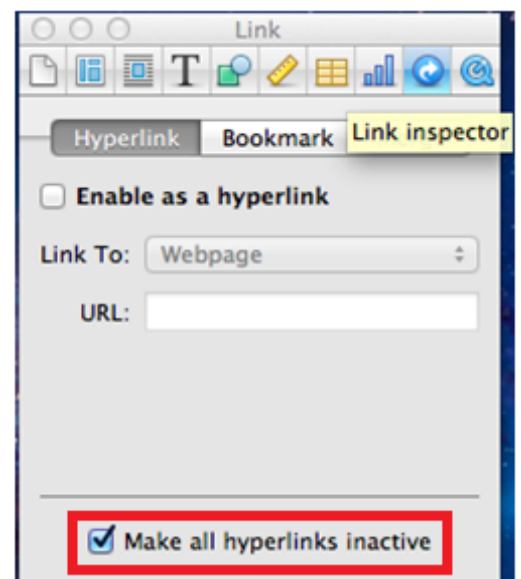 Link
T
Hyperlink Bookmark Link inspector
Enable as a hyperlink
Link To: Webpage
URL:
Make all hyperlinks inactive